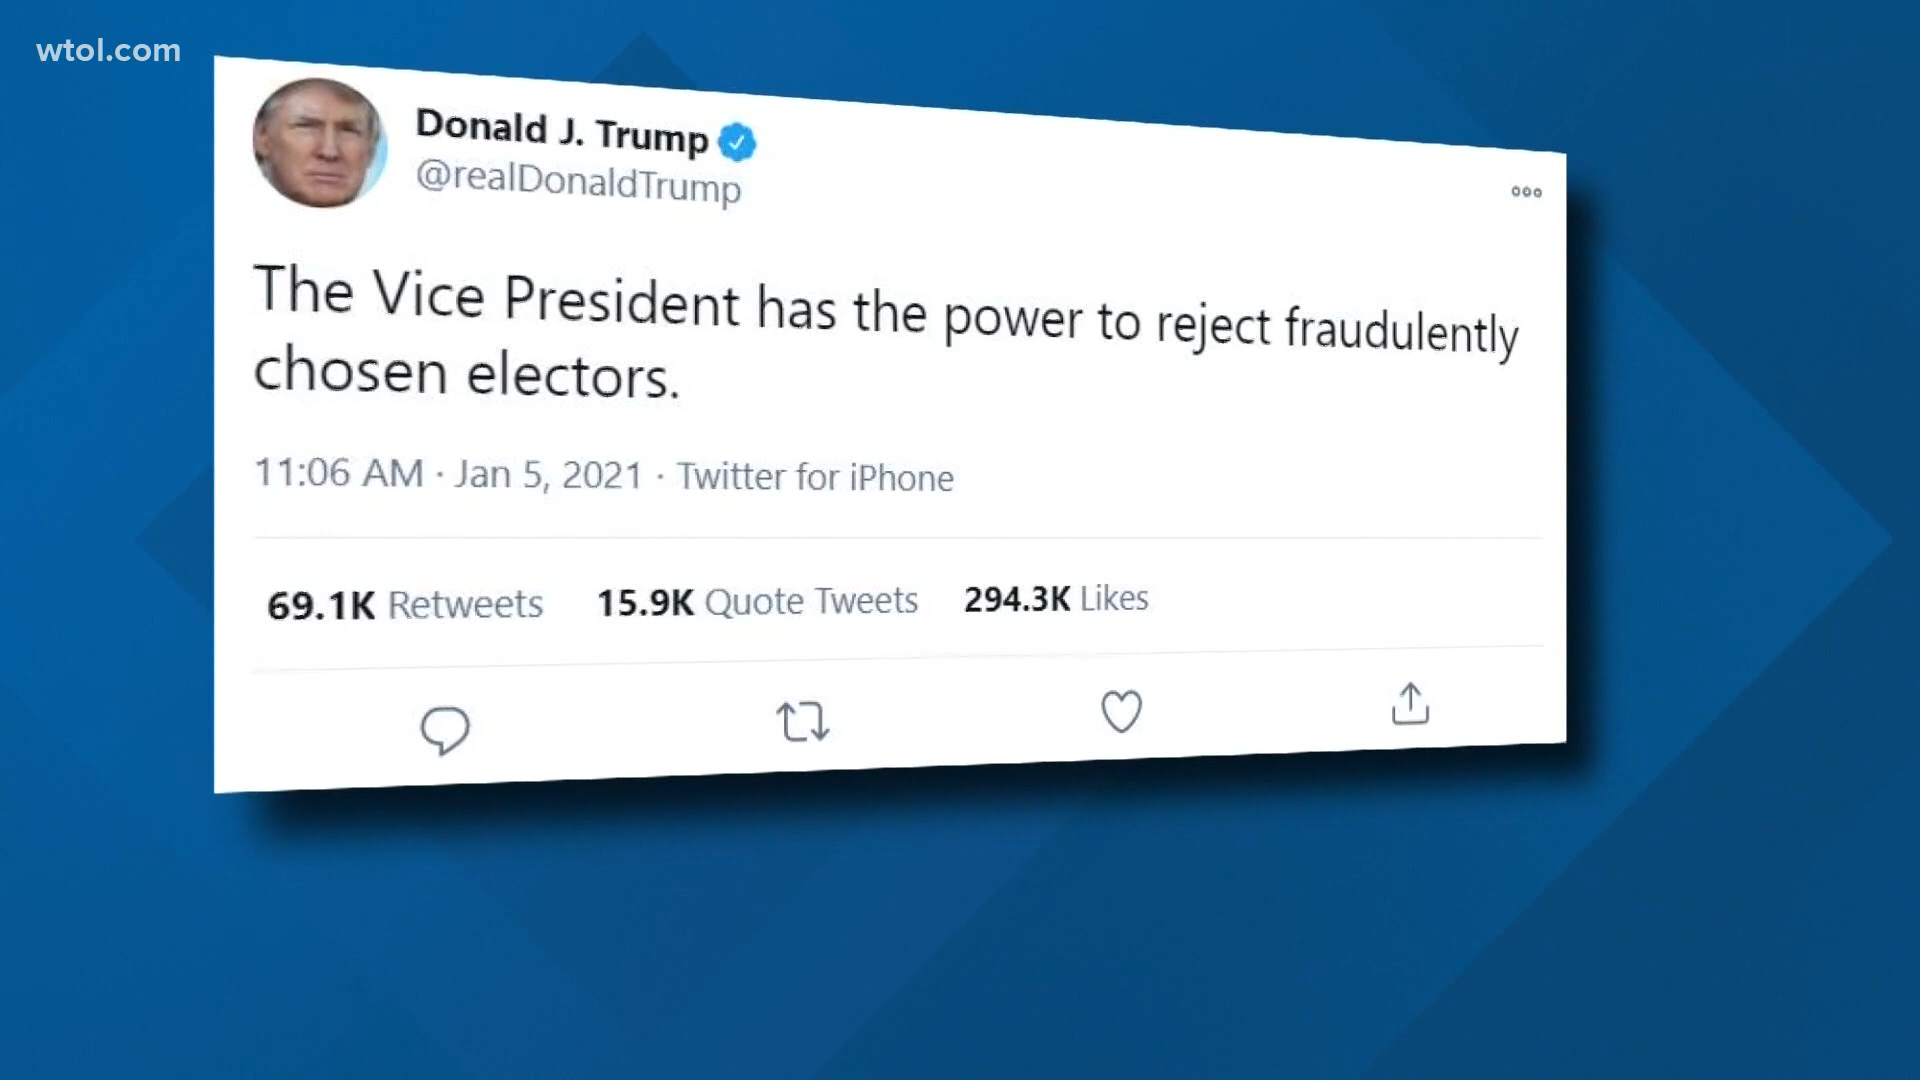 wtol.com
Donald J. Trump
@realDonaldTrump
The Vice President has the power to reject fraudulently
chosen electors.
11:06 AM · Jan 5, 2021 · Twitter for iPhone
69.1K Retweets 15.9K Quote Tweets 294.3K Likes